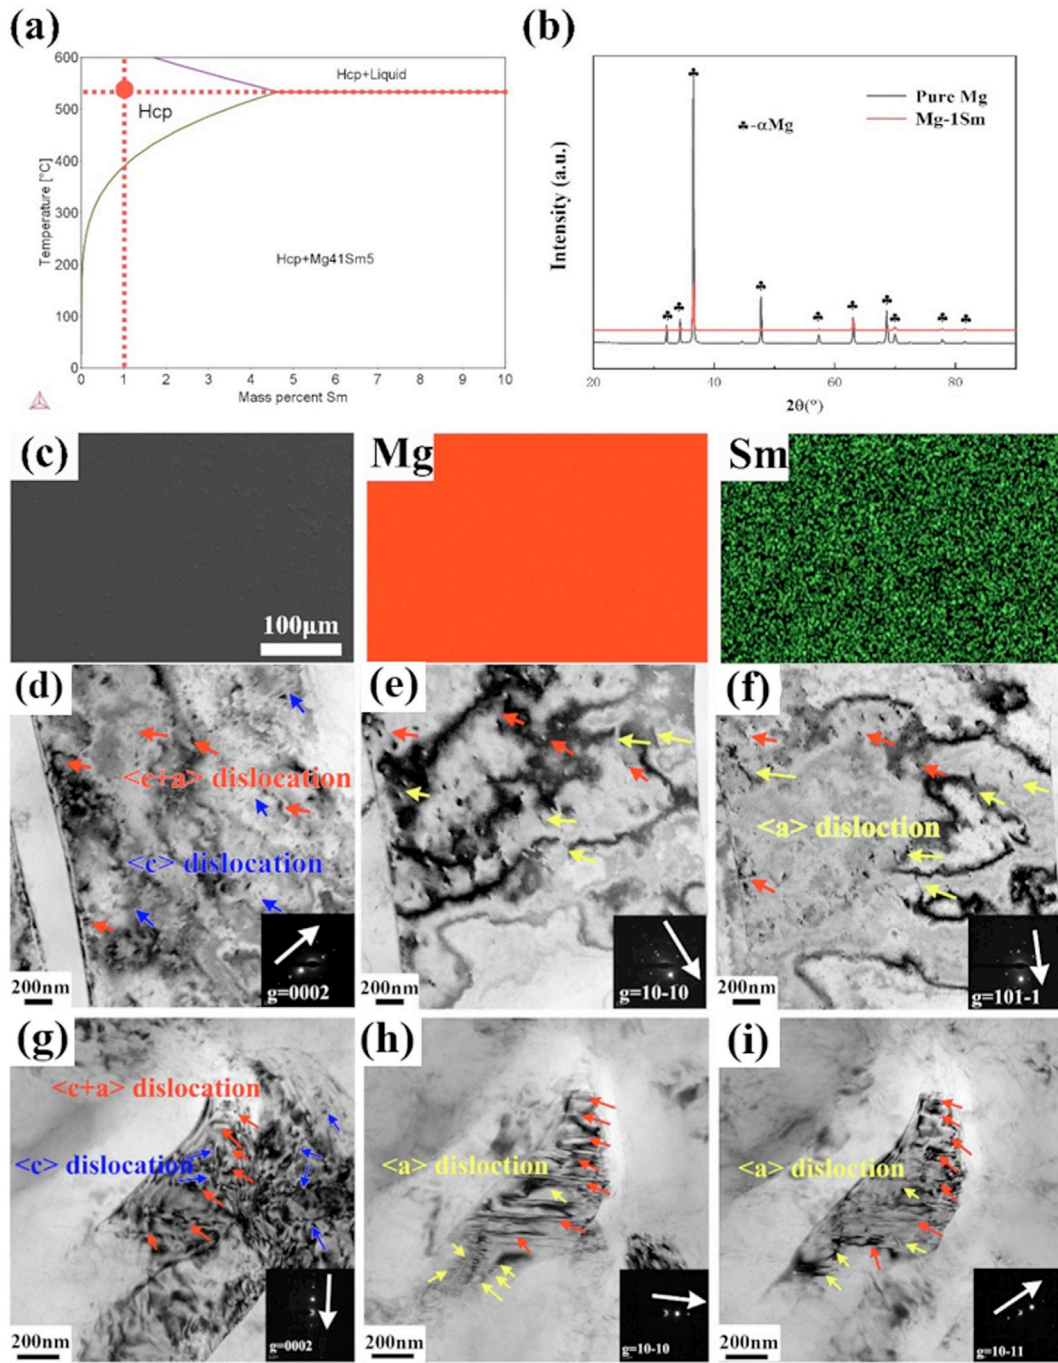 (a)
600
500
400
300
200
100
0
Temperature [°C]
Hcp+Liquid
Hcp
Hcp+Mg41Sm5
0 1 2 3 4 5 6 7 8 9 10
Mass percent Sm
(b)
Pure Mg
Mg-1Sm
♣-αMg
Intensity (a.u.)
20 40 60 80
2θ(°)
(c)
100μm
Mg
Sm
(d)
<c+a> dislocation
<c> dislocation
200nm
g=0002
(e)
200nm
g=10-10
(f)
<a> disloction
200nm
g=101-1
(g)
<c+a> dislocation
<c> dislocation
200nm
g=0002
(h)
<a> disloction
200nm
g=10-10
(i)
<a> disloction
200nm
g=10-11